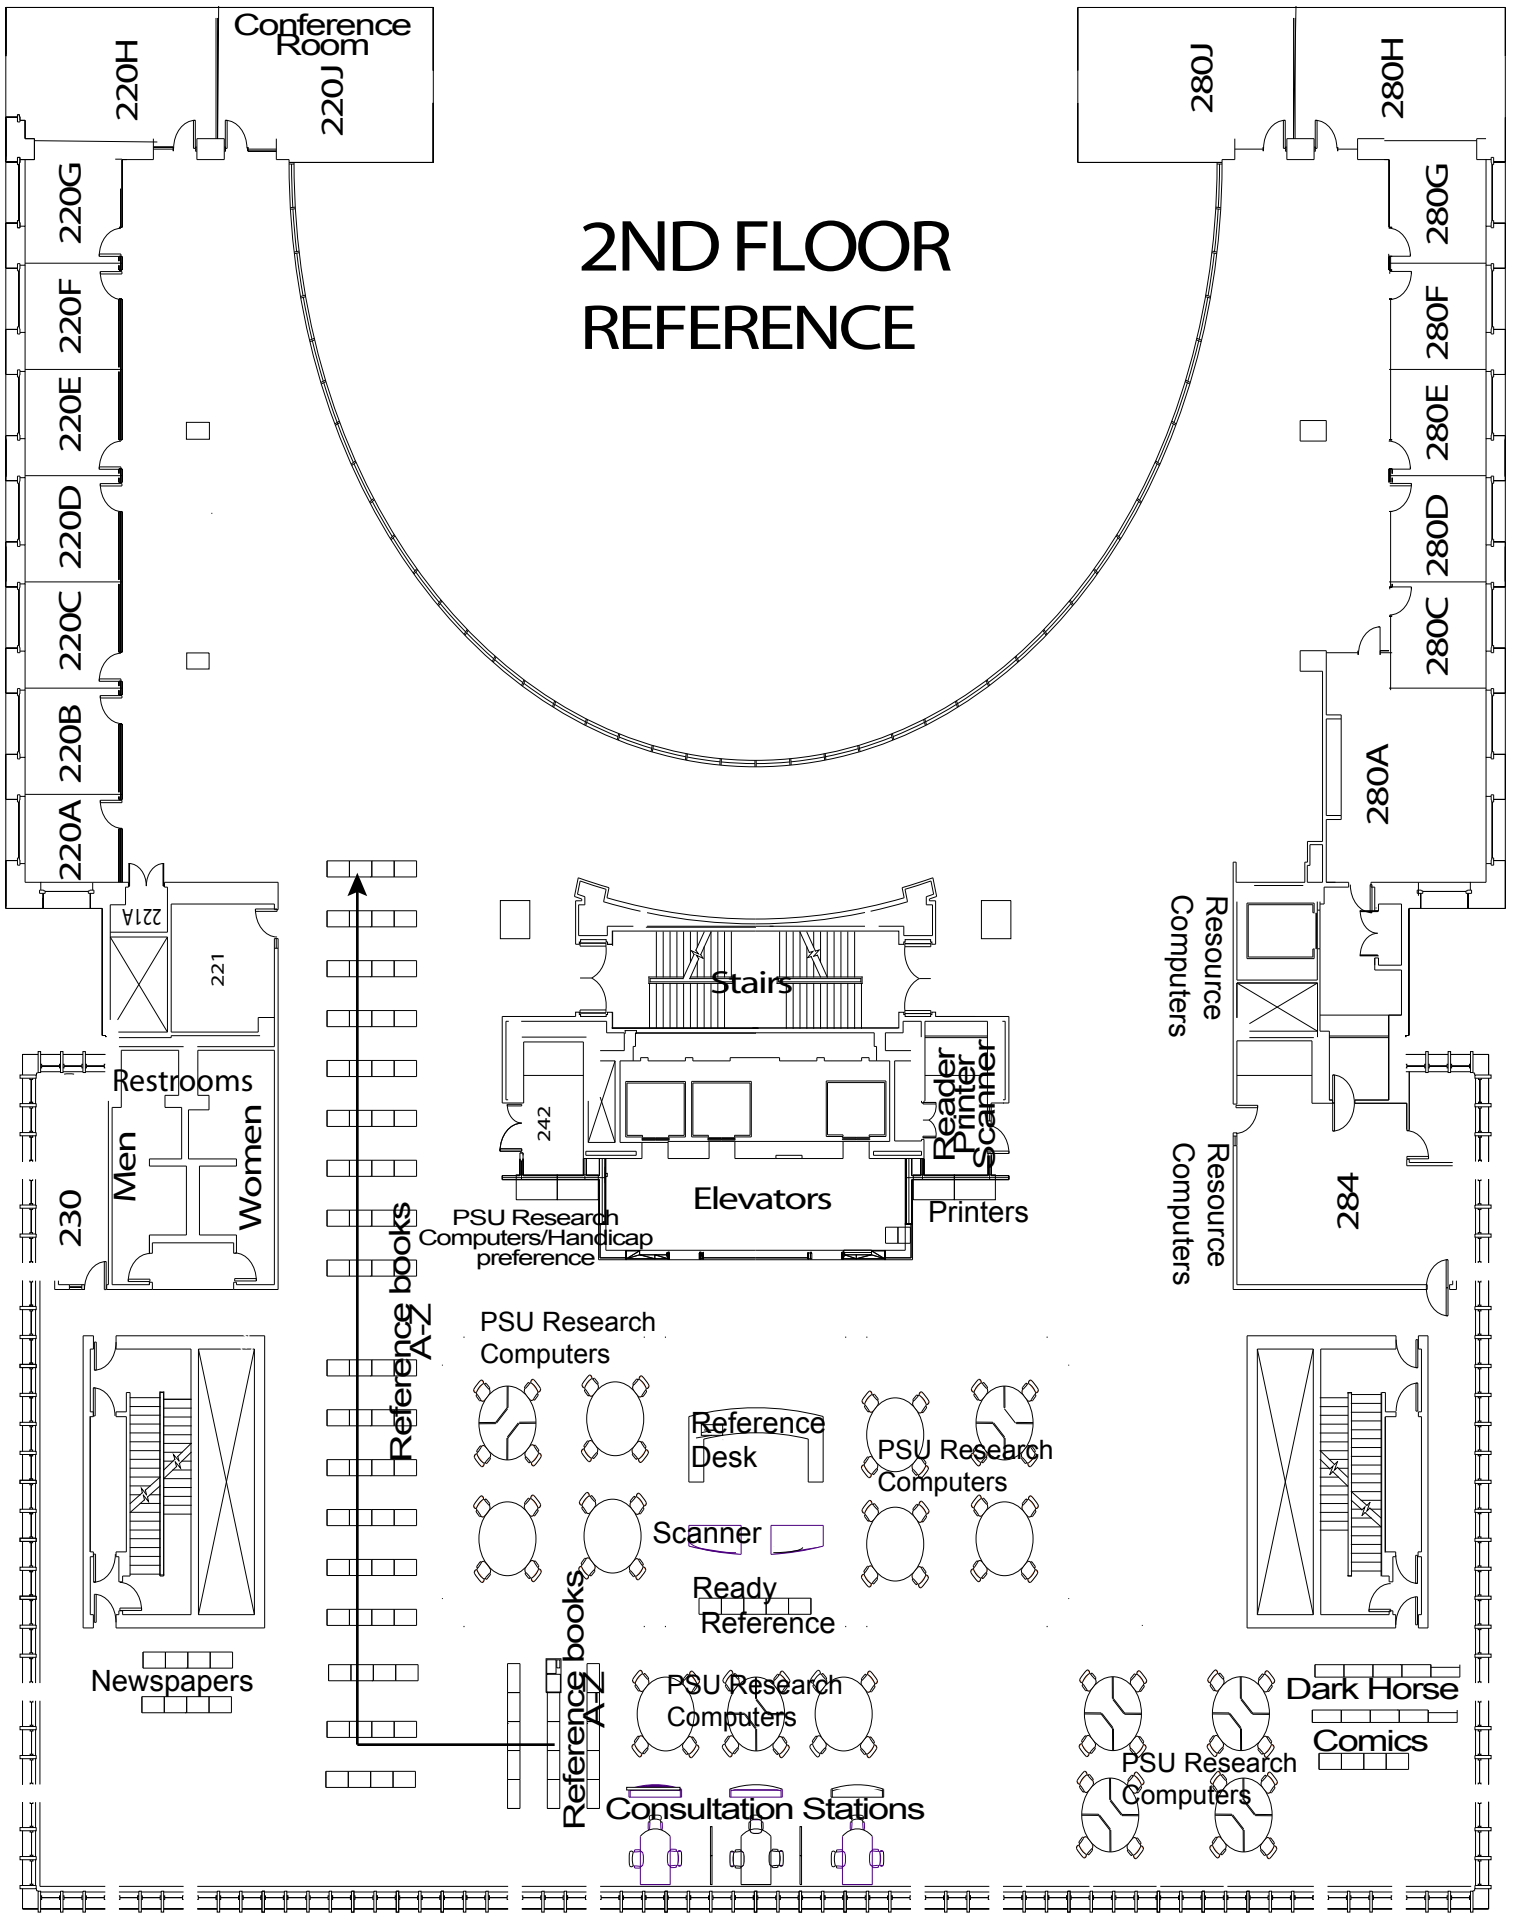 Conference
Room
220H
220J
280J
280H
220G
280G
2ND FLOOR
REFERENCE
220F
280F
220E
280E
220D
280D
220C
280C
220B
280A
220A
221A
221
Stairs
Resource
Computers
Restrooms
Men
Women
230
242
Reader
Printer
Scanner
Elevators
Printers
PSU Research
Computers/Handicap
preference
Resource
Computers
284
Reference books
A-Z
PSU Research
Computers
Reference
Desk
PSU Research
Computers
Scanner
Ready
Reference
Reference books
A-Z
Newspapers
PSU Research
Computers
Dark Horse
Comics
PSU Research
Computers
Consultation Stations